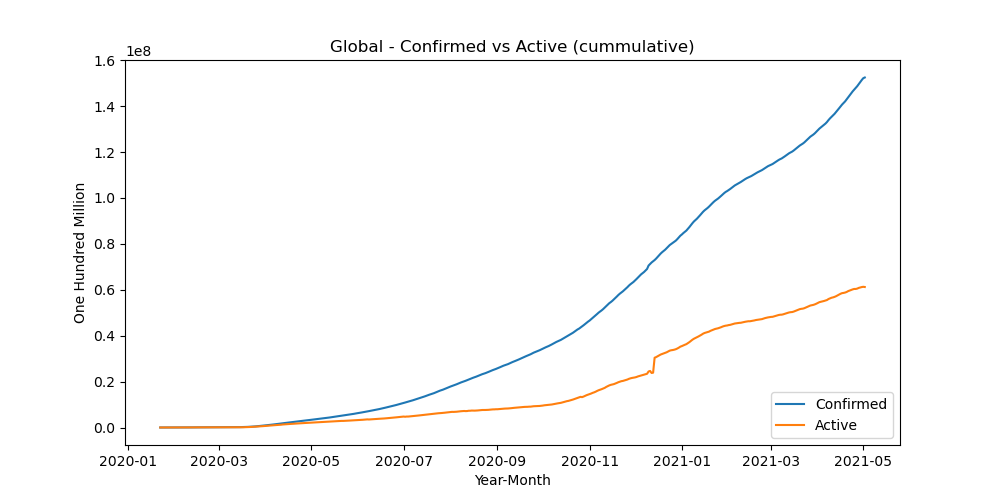 Global - Confirmed vs Active (cummulative)
1e8
1.6
1.4
1.2
1.0
0.8
0.6
0.4
0.2
0.0
One Hundred Million
Confirmed
Active
2020-01 2020-03 2020-05 2020-07 2020-09 2020-11 2021-01 2021-03 2021-05
Year-Month